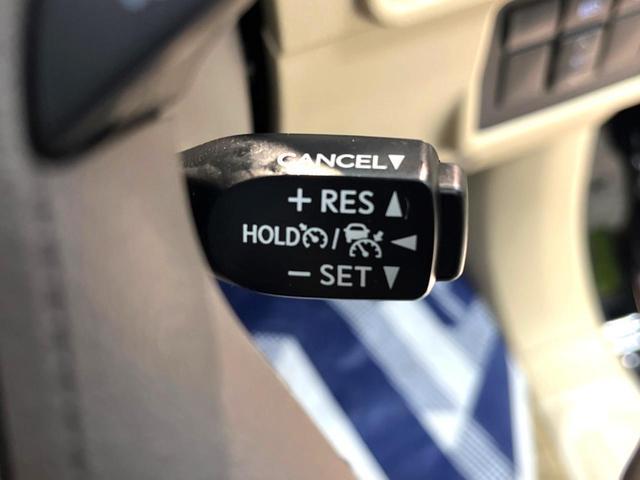 CANCEL▼
+ RES ▲
HOLD / ◀
− SET ▼